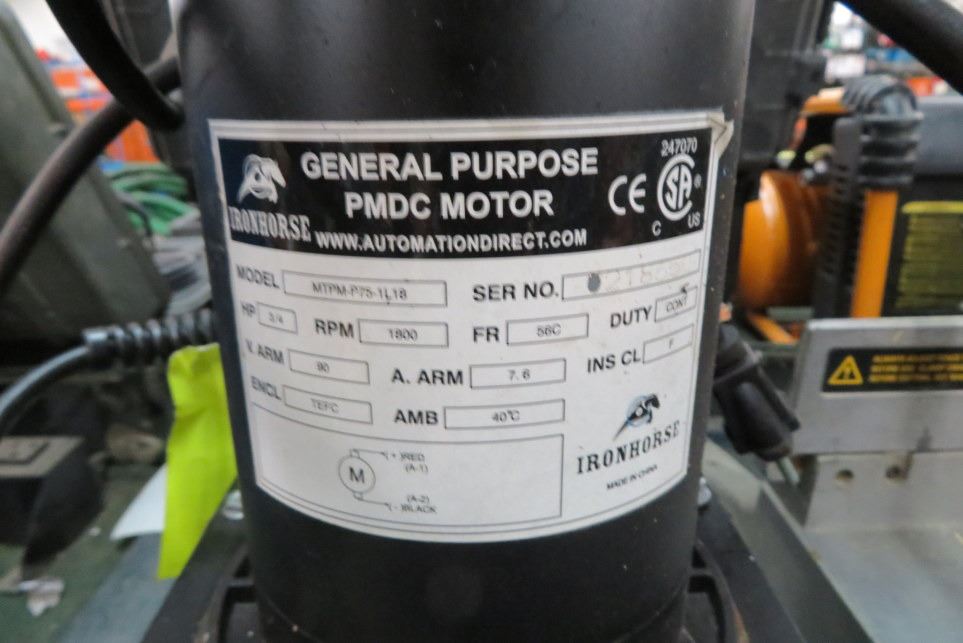 GENERAL PURPOSE
PMDC MOTOR
WWW.AUTOMATIONDIRECT.COM
IRONHORSE
CE
247070
SA
®
C US
MODEL MTPM-P75-1L18
SER NO.
HP 3/4
RPM 1800
FR 56C
DUTY CONT
V. ARM 90
A. ARM 7.6
INS CL F
ENCL TEFC
AMB 40℃
M
(+)RED
(A-1)
(A-2)
(-)BLACK
IRONHORSE
MADE IN CHINA